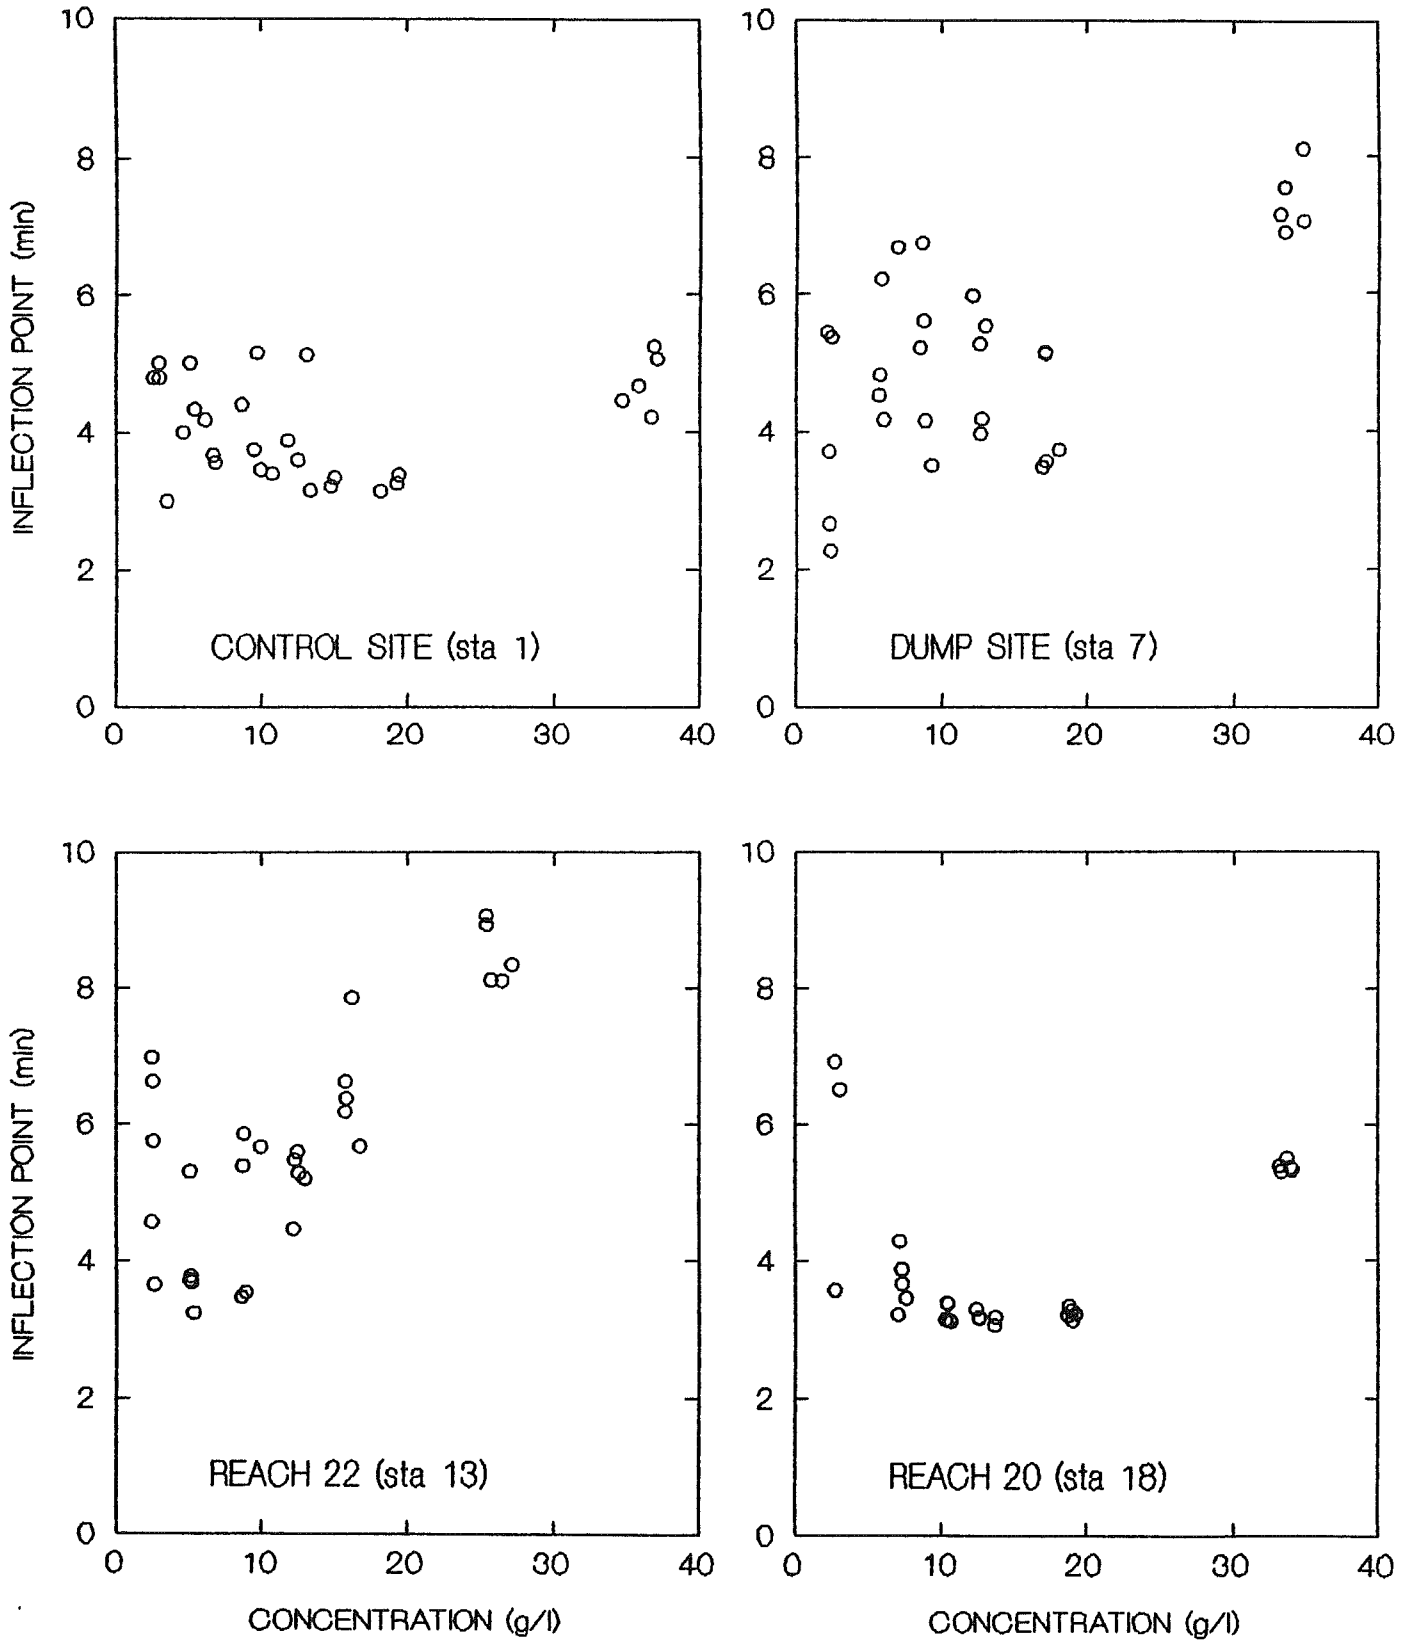 10
8
6
4
2
0
INFLECTION POINT (min)
CONTROL SITE (sta 1)
0 10 20 30 40
10
8
6
4
2
0
DUMP SITE (sta 7)
0 10 20 30 40
10
8
6
4
2
0
INFLECTION POINT (min)
REACH 22 (sta 13)
0 10 20 30 40
CONCENTRATION (g/l)
10
8
6
4
2
0
REACH 20 (sta 18)
0 10 20 30 40
CONCENTRATION (g/l)